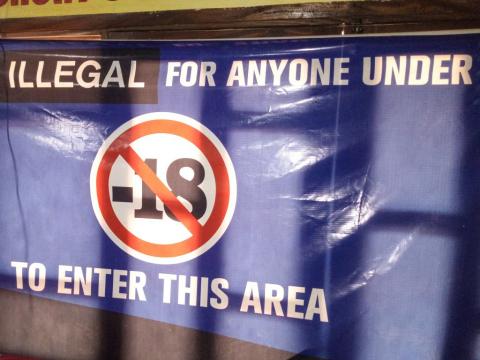 ILLEGAL FOR ANYONE UNDER
-18
TO ENTER THIS AREA